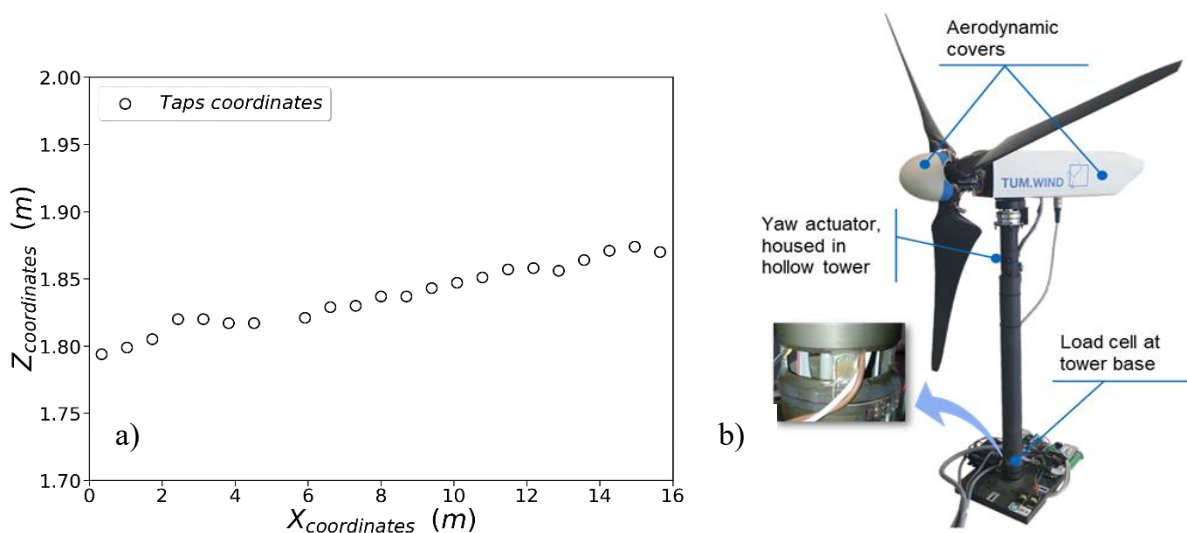 2.00
Taps coordinates
1.95
1.90
1.85
1.80
1.75
1.70
Z_coordinates (m)
0
2
4
6
8
10
12
14
16
X_coordinates (m)
a)
Aerodynamic
covers
TUM.WIND
Yaw actuator,
housed in
hollow tower
Load cell at
tower base
b)